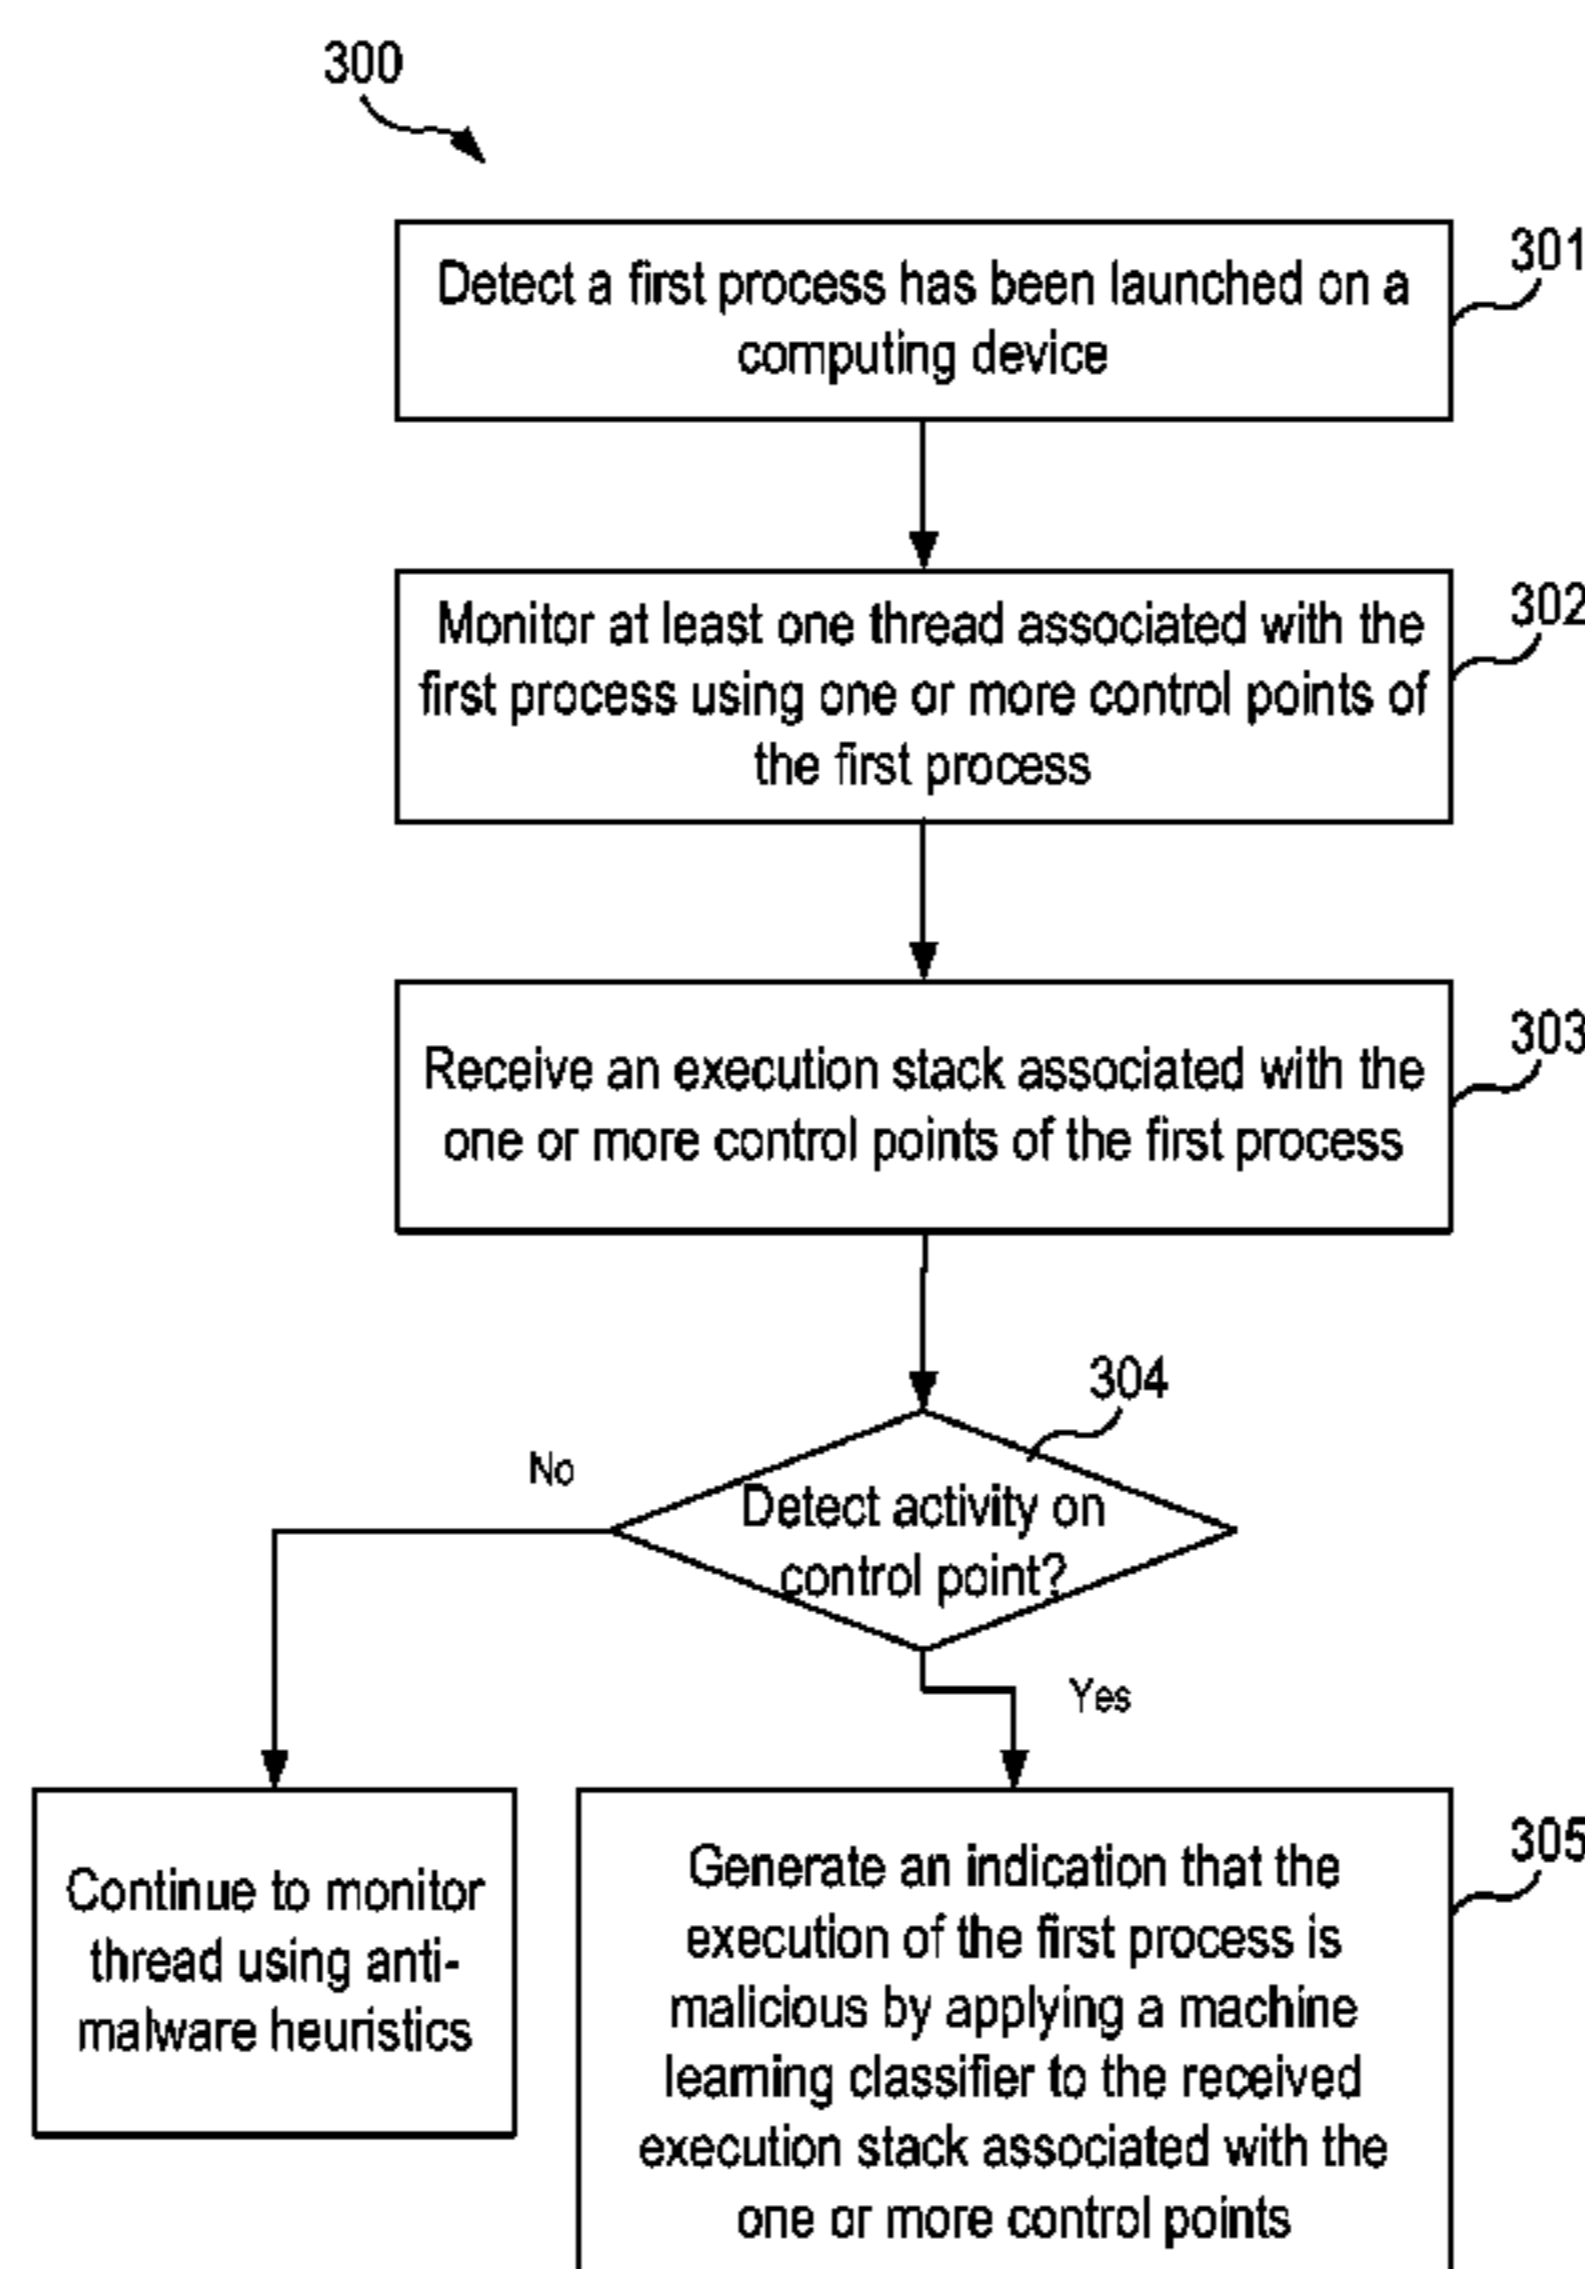 300
Detect a first process has been launched on a
computing device
301
Monitor at least one thread associated with the
first process using one or more control points of
the first process
302
Receive an execution stack associated with the
one or more control points of the first process
303
304
Detect activity on
control point?
No
Yes
Continue to monitor
thread using anti-
malware heuristics
Generate an indication that the
execution of the first process is
malicious by applying a machine
learning classifier to the received
execution stack associated with the
one or more control points
305